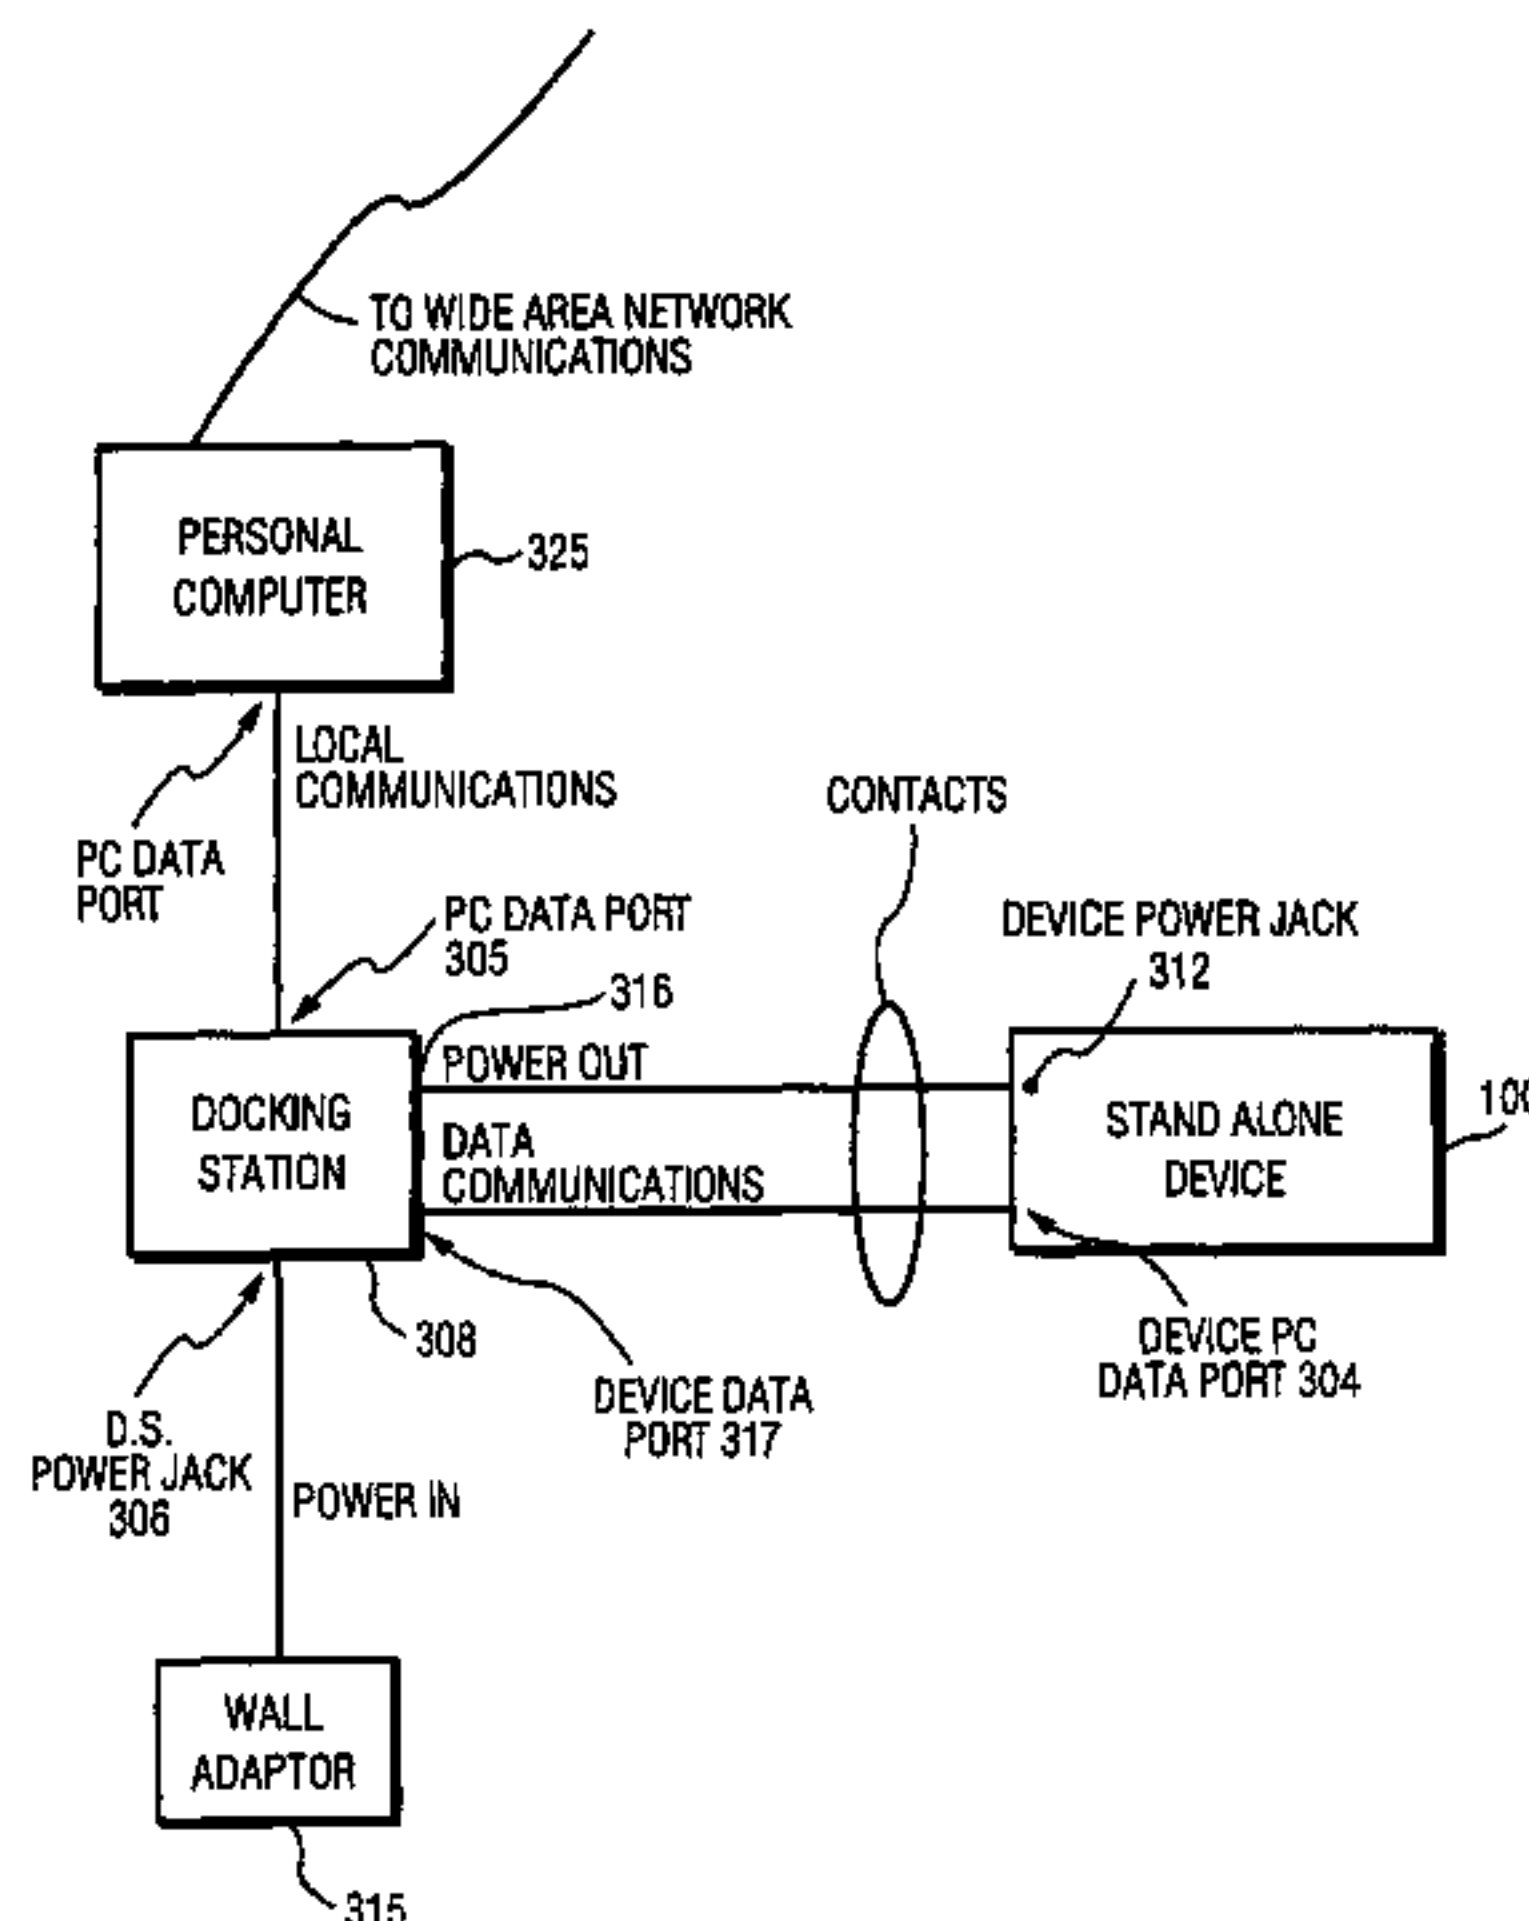 TO WIDE AREA NETWORK
COMMUNICATIONS
PERSONAL
COMPUTER
325
LOCAL
COMMUNICATIONS
PC DATA
PORT
CONTACTS
PC DATA PORT
305
316
DEVICE POWER JACK
312
POWER OUT
DOCKING
STATION
DATA
COMMUNICATIONS
STAND ALONE
DEVICE
308
DEVICE PC
DATA PORT 304
DEVICE DATA
PORT 317
D.S.
POWER JACK
306
POWER IN
WALL
ADAPTOR
315